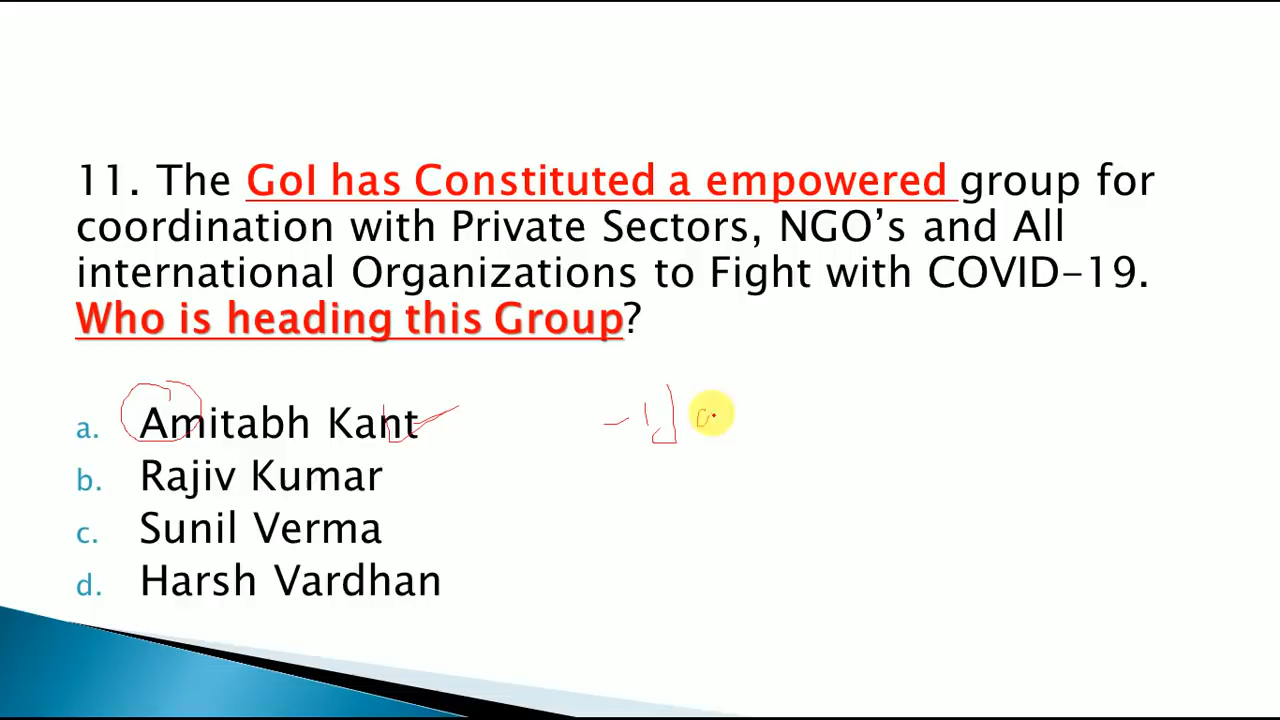 11. The GoI has Constituted a empowered group for
coordination with Private Sectors, NGO’s and All
international Organizations to Fight with COVID-19.
Who is heading this Group?
a. Amitabh Kant
b. Rajiv Kumar
c. Sunil Verma
d. Harsh Vardhan